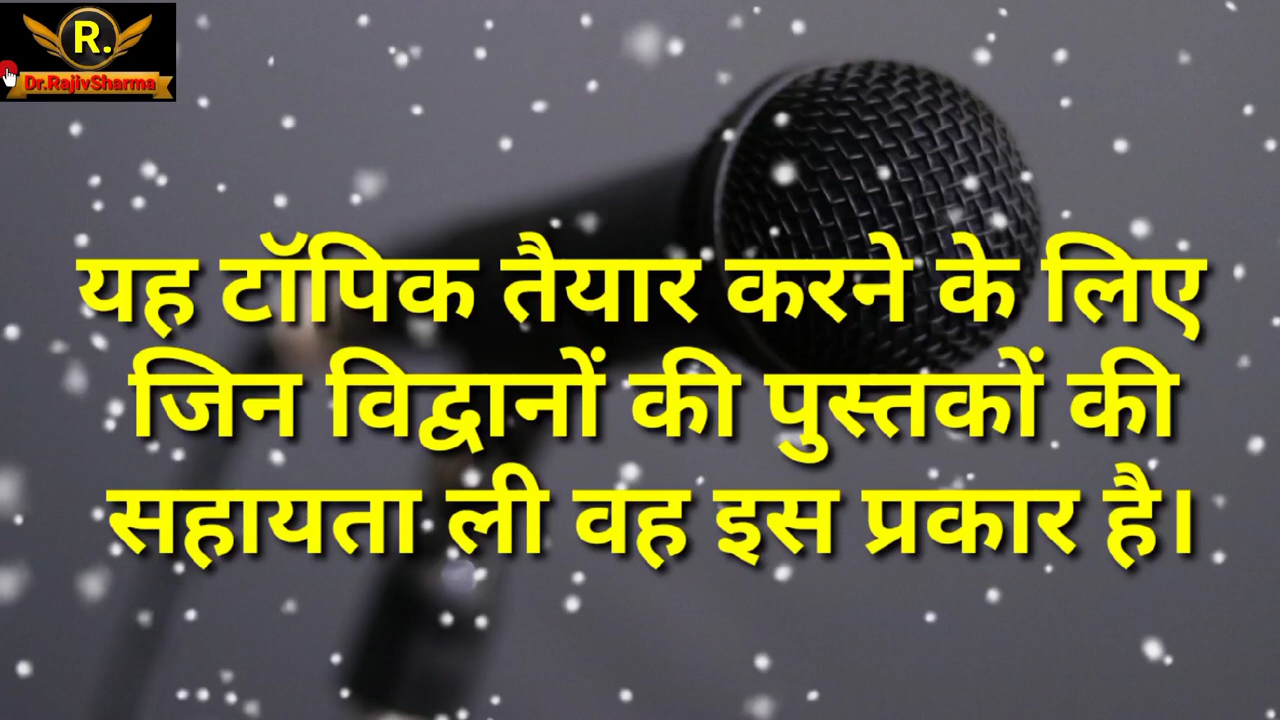 R.
Dr.RajivSharma
यह टॉपिक तैयार करने के लिए
जिन विद्वानों की पुस्तकों की
सहायता ली वह इस प्रकार है।